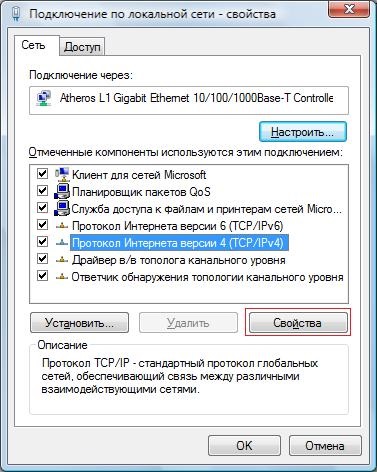 Подключение по локальной сети - свойства
Сеть
Доступ
Подключение через:
Atheros L1 Gigabit Ethernet 10/100/1000Base-T Controlle
Настроить...
Отмеченные компоненты используются этим подключением:
Клиент для сетей Microsoft
Планировщик пакетов QoS
Служба доступа к файлам и принтерам сетей Micro...
Протокол Интернета версии 6 (TCP/IPv6)
Протокол Интернета версии 4 (TCP/IPv4)
Драйвер в/в тополога канального уровня
Ответчик обнаружения топологии канального уровня
Установить...
Удалить
Свойства
Описание
Протокол TCP/IP - стандартный протокол глобальных
сетей, обеспечивающий связь между различными
взаимодействующими сетями.
OK
Отмена